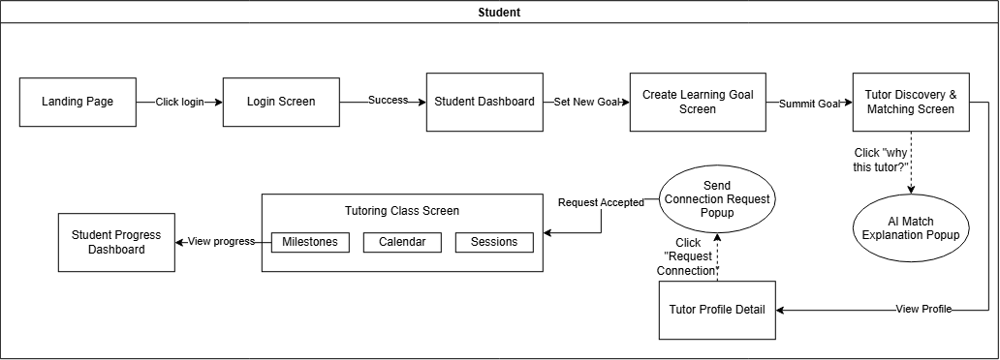 Student
Landing Page
Click login
Login Screen
Success
Student Dashboard
Set New Goal
Create Learning Goal
Screen
Summit Goal
Tutor Discovery &
Matching Screen
Click "why
this tutor?"
AI Match
Explanation Popup
View Profile
Tutor Profile Detail
Click
"Request
Connection"
Send
Connection Request
Popup
Request Accepted
Tutoring Class Screen
Milestones
Calendar
Sessions
View progress
Student Progress
Dashboard